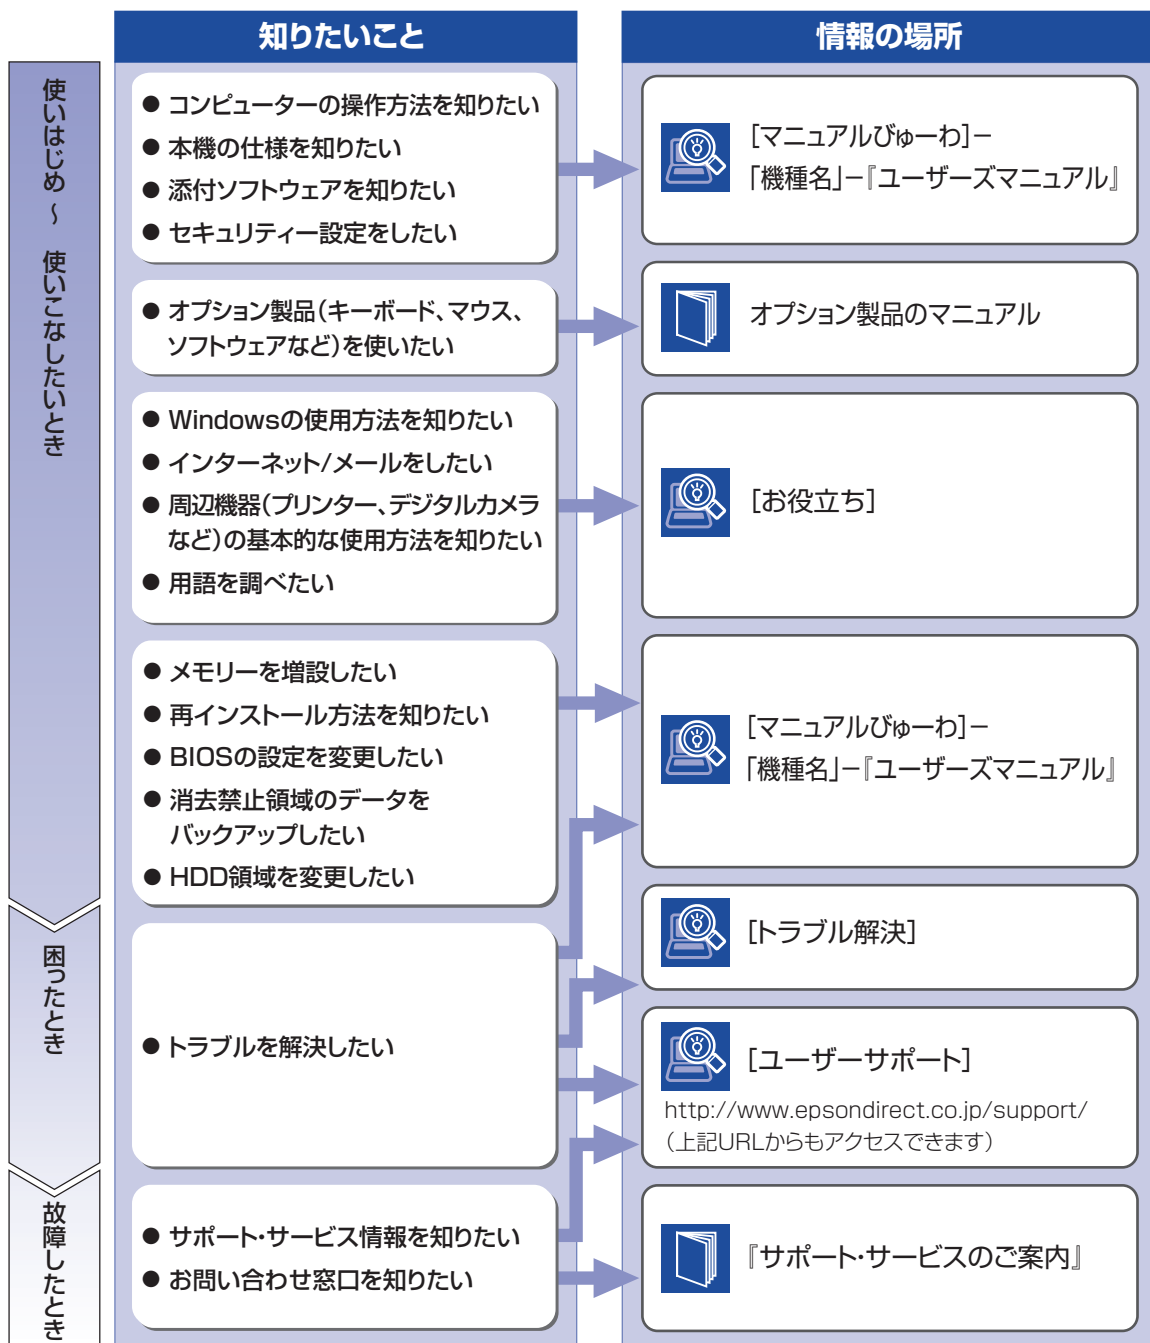 知りたいこと
情報の場所
使いはじめ ～ 使いこなしたいとき
● コンピューターの操作方法を知りたい
● 本機の仕様を知りたい
● 添付ソフトウェアを知りたい
● セキュリティー設定をしたい
［マニュアルびゅーわ］－
「機種名」－『ユーザーズマニュアル』
● オプション製品（キーボード、マウス、
ソフトウェアなど）を使いたい
オプション製品のマニュアル
● Windowsの使用方法を知りたい
● インターネット/メールをしたい
● 周辺機器（プリンター、デジタルカメラ
など）の基本的な使用方法を知りたい
● 用語を調べたい
［お役立ち］
● メモリーを増設したい
● 再インストール方法を知りたい
● BIOSの設定を変更したい
● 消去禁止領域のデータを
バックアップしたい
● HDD領域を変更したい
［マニュアルびゅーわ］－
「機種名」－『ユーザーズマニュアル』
困ったとき
● トラブルを解決したい
［トラブル解決］
［ユーザーサポート］
http://www.epsondirect.co.jp/support/
（上記URLからもアクセスできます）
故障したとき
● サポート・サービス情報を知りたい
● お問い合わせ窓口を知りたい
『サポート・サービスのご案内』